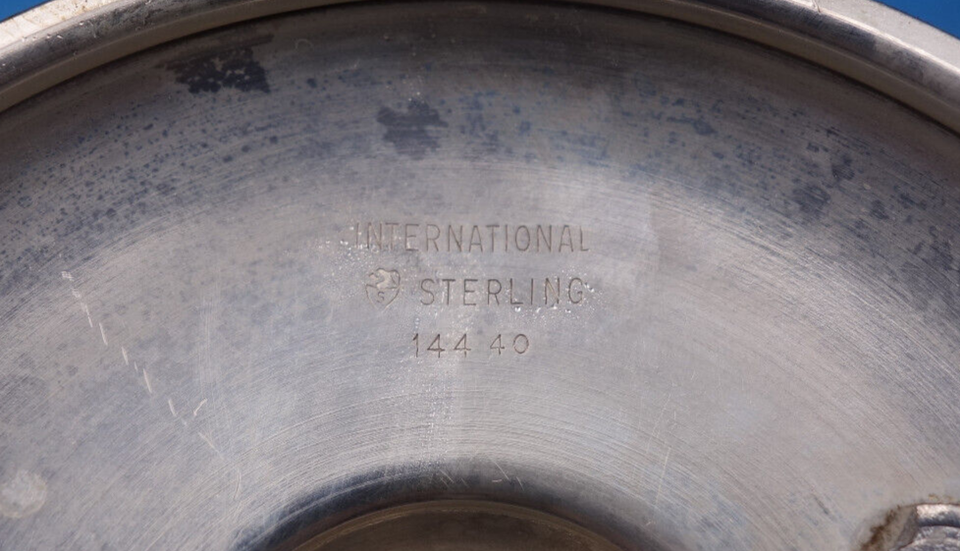 INTERNATIONAL
S STERLING
144 40